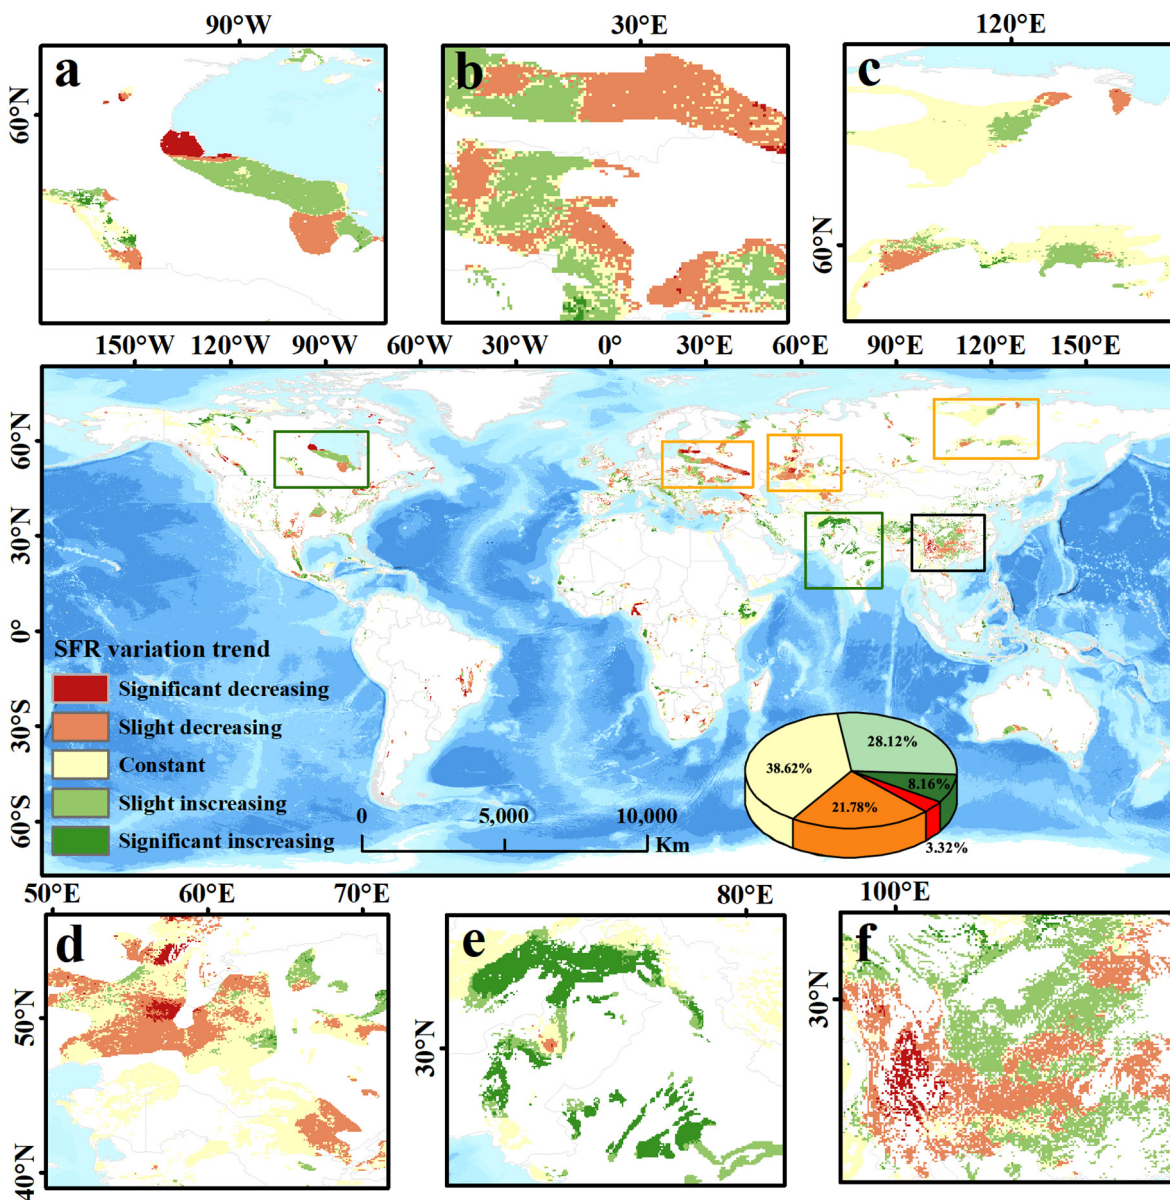 90°W
30°E
120°E
a
b
c
60°N
60°N
150°W 120°W 90°W 60°W 30°W 0° 30°E 60°E 90°E 120°E 150°E
60°N
30°N
0°
30°S
60°S
SFR variation trend
Significant decreasing
Slight decreasing
Constant
Slight inscreasing
Significant inscreasing
0 5,000 10,000
Km
28.12%
38.62%
8.16%
21.78%
3.32%
50°E 60°E 70°E
80°E
100°E
d
e
f
50°N
40°N
30°N
30°N